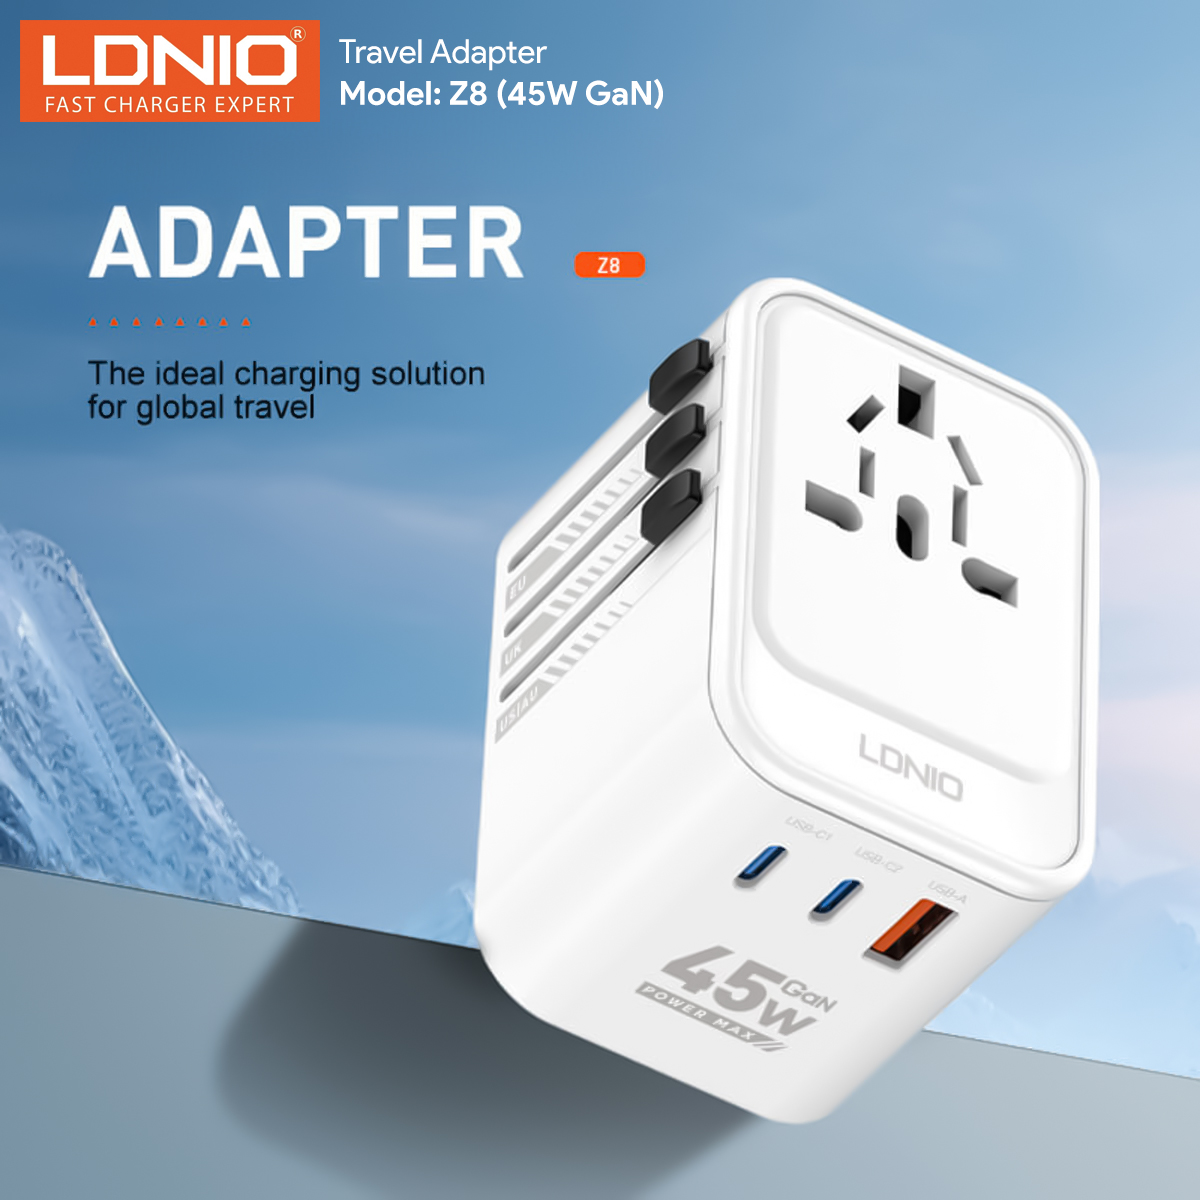 LDNIO®
FAST CHARGER EXPERT
Travel Adapter
Model: Z8 (45W GaN)
ADAPTER
Z8
The ideal charging solution
for global travel
EU
UK
US|AU
LDNIO
USB-C1
USB-C2
USB-A
45W GaN
POWER MAX